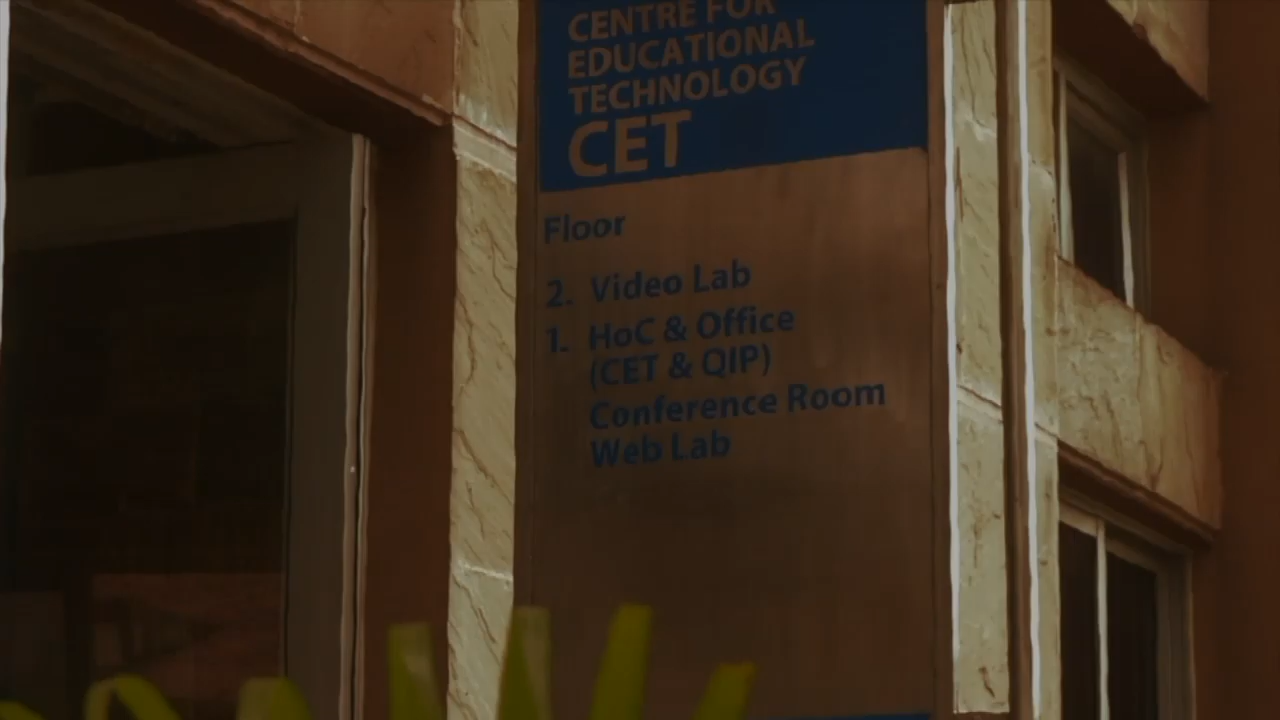 CENTRE FOR
EDUCATIONAL
TECHNOLOGY
CET
Floor
2. Video Lab
1. HoC & Office
(CET & QIP)
Conference Room
Web Lab